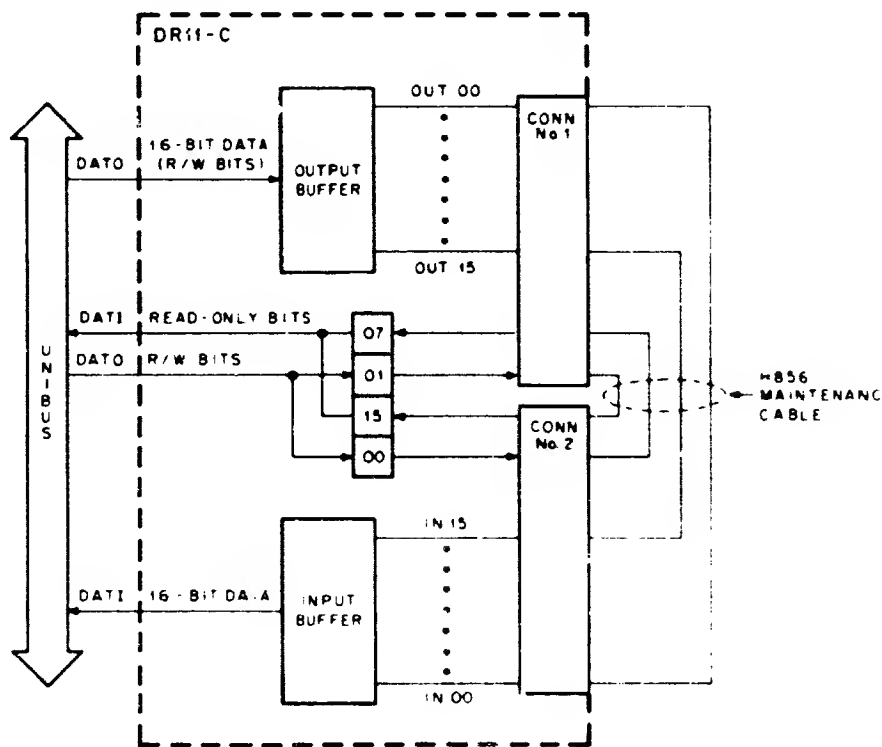 DR11-C
OUT 00
CONN
No. 1
DATO
16-BIT DATA
(R/W BITS)
OUTPUT
BUFFER
OUT 15
DATI
READ-ONLY BITS
07
DATO
R/W BITS
01
15
00
UNIBUS
H856
MAINTENANC
CABLE
CONN
No. 2
IN 15
DATI
16-BIT DATA
INPUT
BUFFER
IN 00